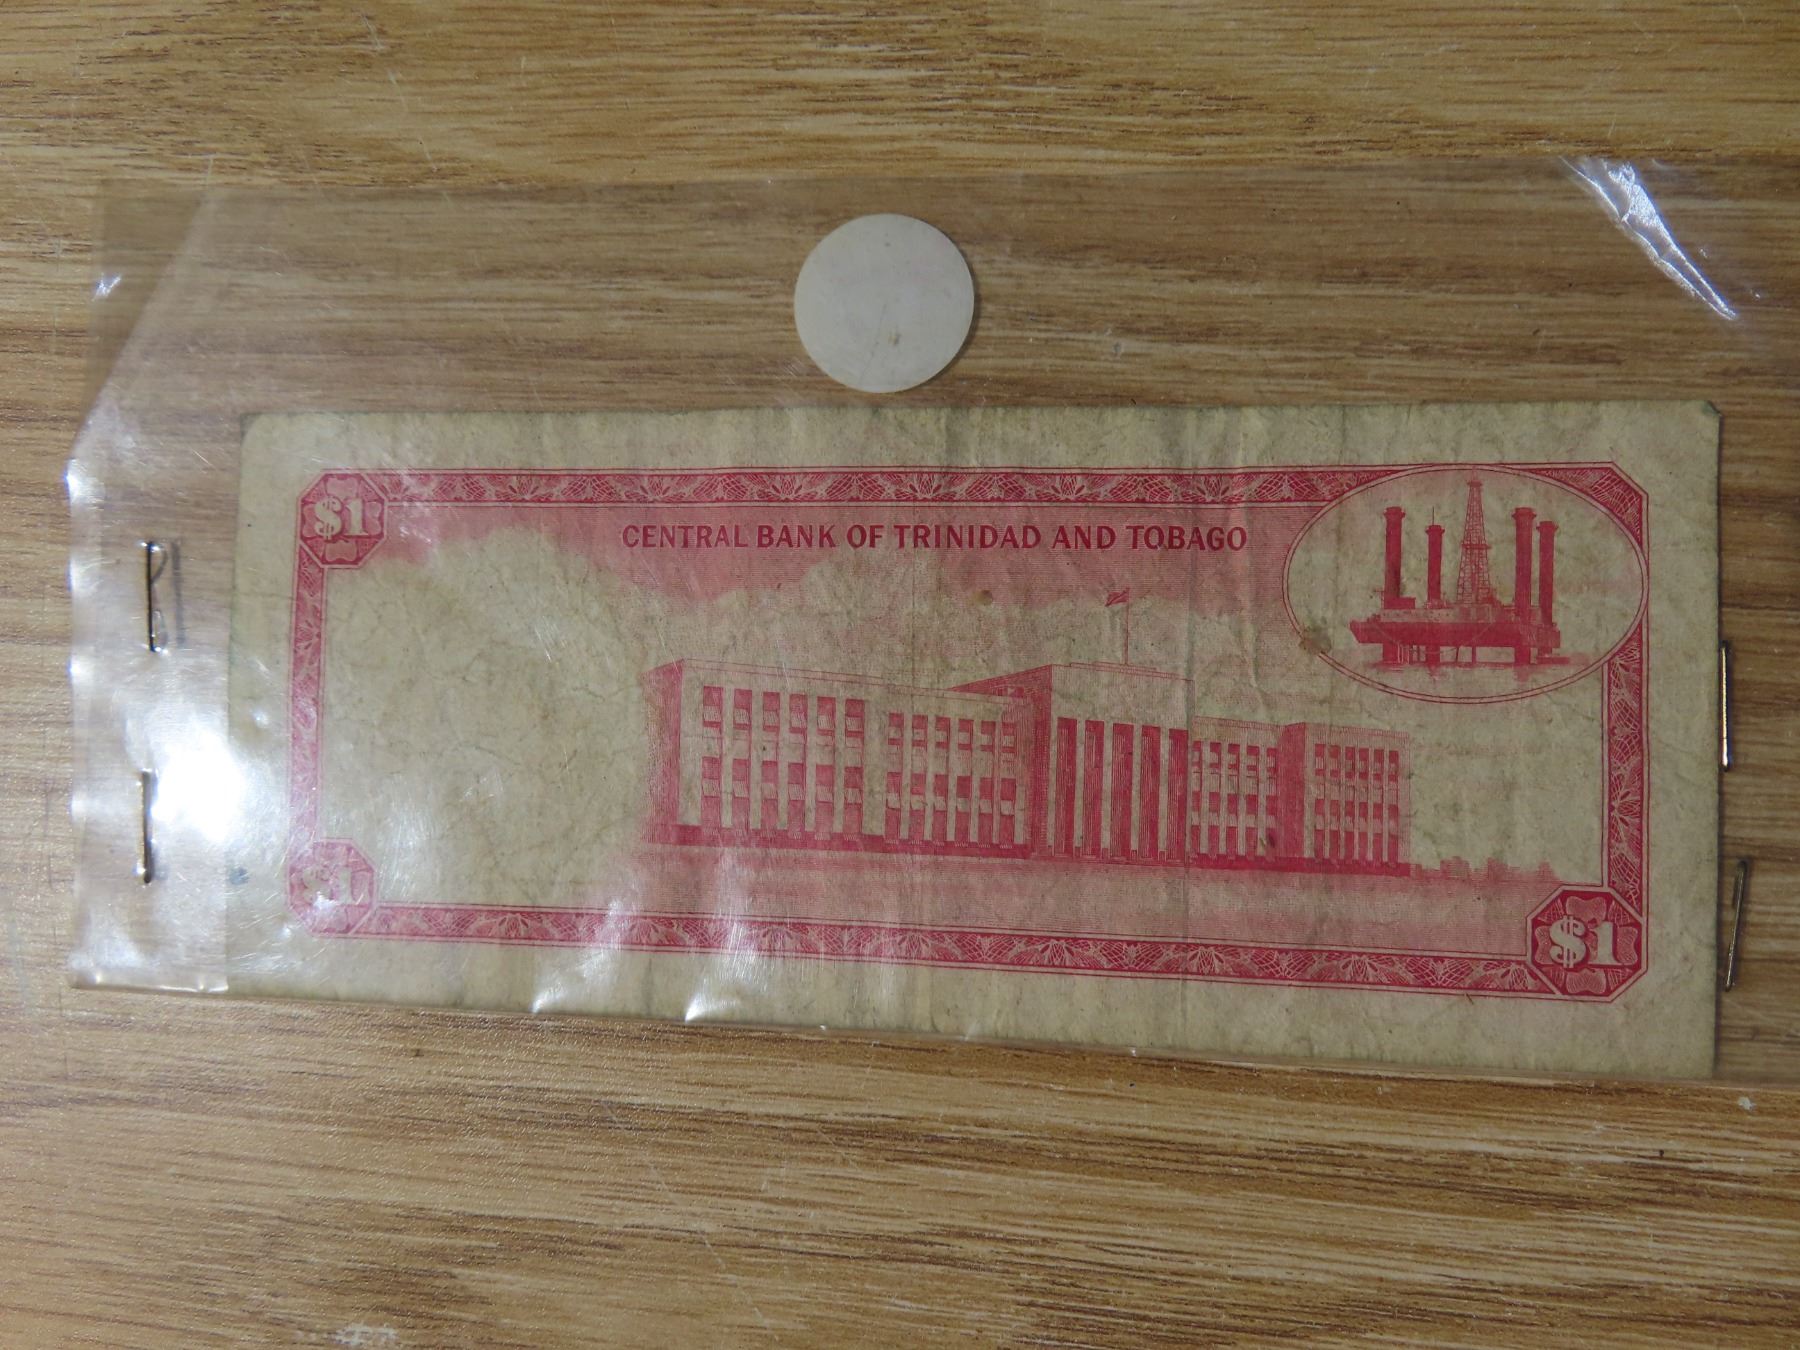 $1
CENTRAL BANK OF TRINIDAD AND TOBAGO
$1
$1